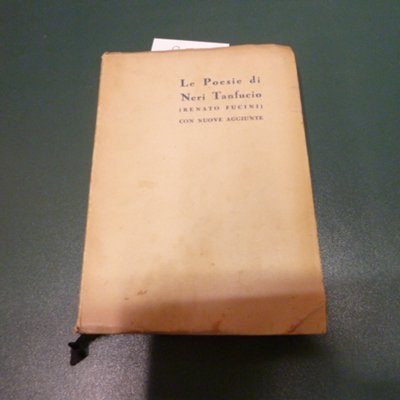 Le Poesie di
Neri Tanfucio
(RENATO FUCINI)
CON NUOVE AGGIUNTE